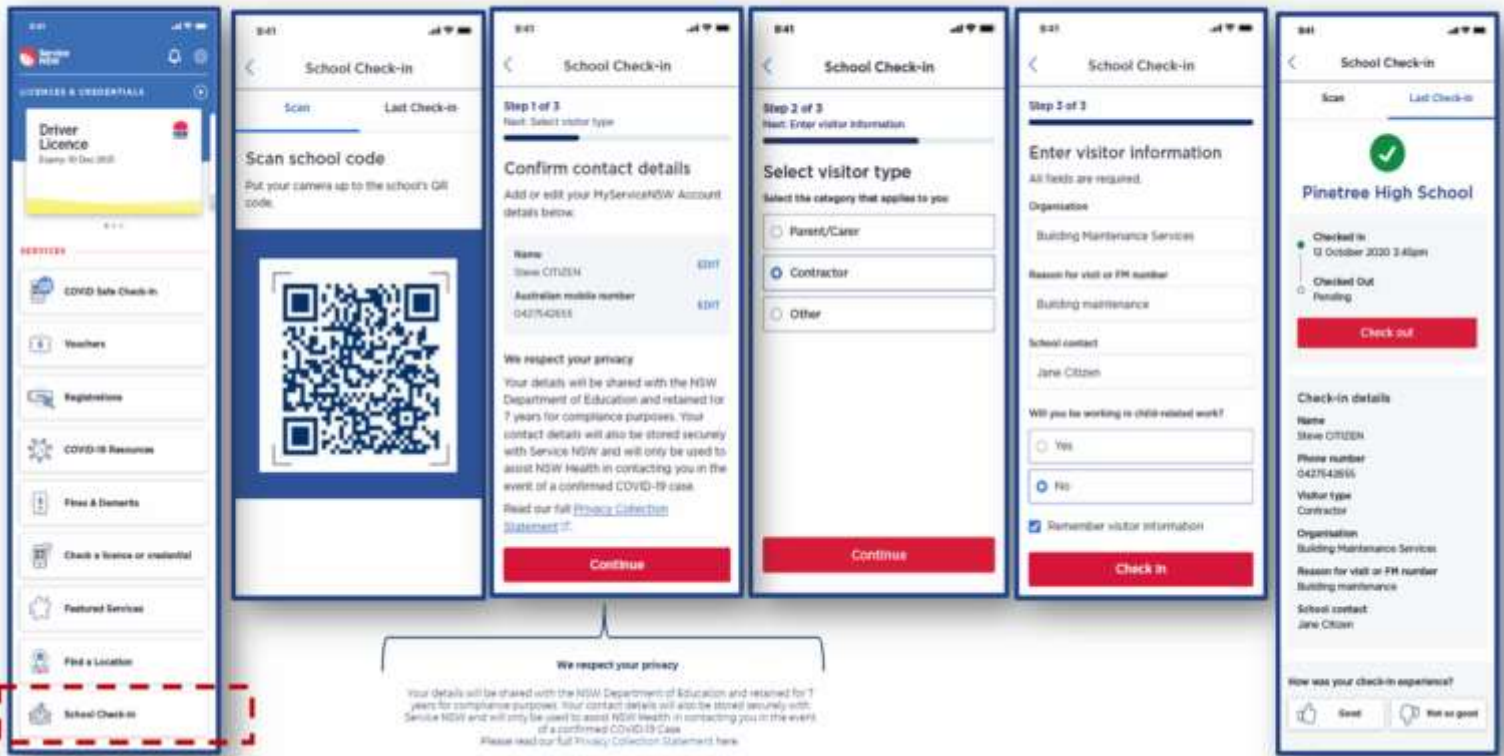 9:41
Service
NSW
LICENCES & CREDENTIALS
Driver
Licence
Expiry: 10 Dec 2021
SERVICES
COVID Safe Check-in
Vouchers
Registrations
COVID-19 Resources
Fines & Demerits
Check a licence or credential
Featured Services
Find a Location
School Check-in
9:41
School Check-in
Scan Last Check-in
Scan school code
Put your camera up to the school's QR
code.
9:41
School Check-in
Step 1 of 3
Next: Select visitor type
Confirm contact details
Add or edit your MyServiceNSW Account
details below.
Name
Steve CITIZEN
EDIT
Australian mobile number
0427542655
EDIT
We respect your privacy
Your details will be shared with the NSW
Department of Education and retained for
7 years for compliance purposes. Your
contact details will also be stored securely
with Service NSW and will only be used to
assist NSW Health in contacting you in the
event of a confirmed COVID-19 case
Read our full Privacy Collection
Statement
Continue
9:41
School Check-in
Step 2 of 3
Next: Enter visitor information
Select visitor type
Select the category that applies to you
Parent/Carer
Contractor
Other
Continue
9:41
School Check-in
Step 3 of 3
Enter visitor information
All fields are required.
Organisation
Building Maintenance Services
Reason for visit or FM number
Building maintenance
School contact
Jane Citizen
Will you be working in child-related work?
Yes
No
Remember visitor information
Check in
9:41
School Check-in
Scan Last Check-in
Pinetree High School
Checked In
12 October 2020 3:45pm
Checked Out
Pending
Check out
Check-in details
Name
Steve CITIZEN
Phone number
0427542655
Visitor type
Contractor
Organisation
Building Maintenance Services
Reason for visit or FM number
Building maintenance
School contact
Jane Citizen
How was your check-in experience?
Good
Not so good
We respect your privacy
Your details will be shared with the NSW Department of Education and retained for 7
years for compliance purposes. Your contact details will also be stored securely with
Service NSW and will only be used to assist NSW Health in contacting you in the event
of a confirmed COVID-19 Case
Please read our full Privacy Collection Statement here